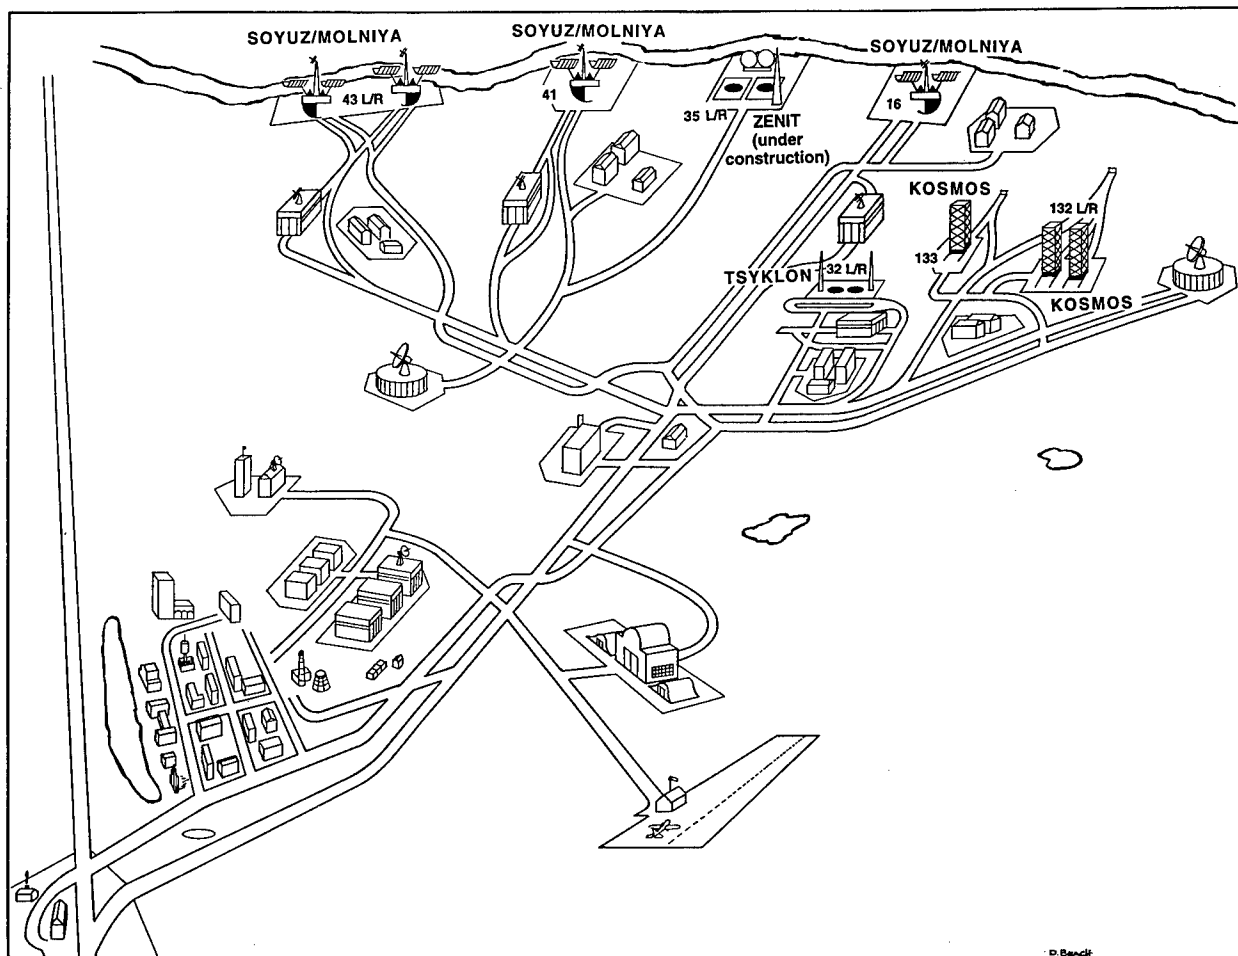 SOYUZ/MOLNIYA
SOYUZ/MOLNIYA
SOYUZ/MOLNIYA
43 L/R
41
35 L/R
ZENIT
(under
construction)
16
KOSMOS
132 L/R
133
TSYKLON
32 L/R
KOSMOS